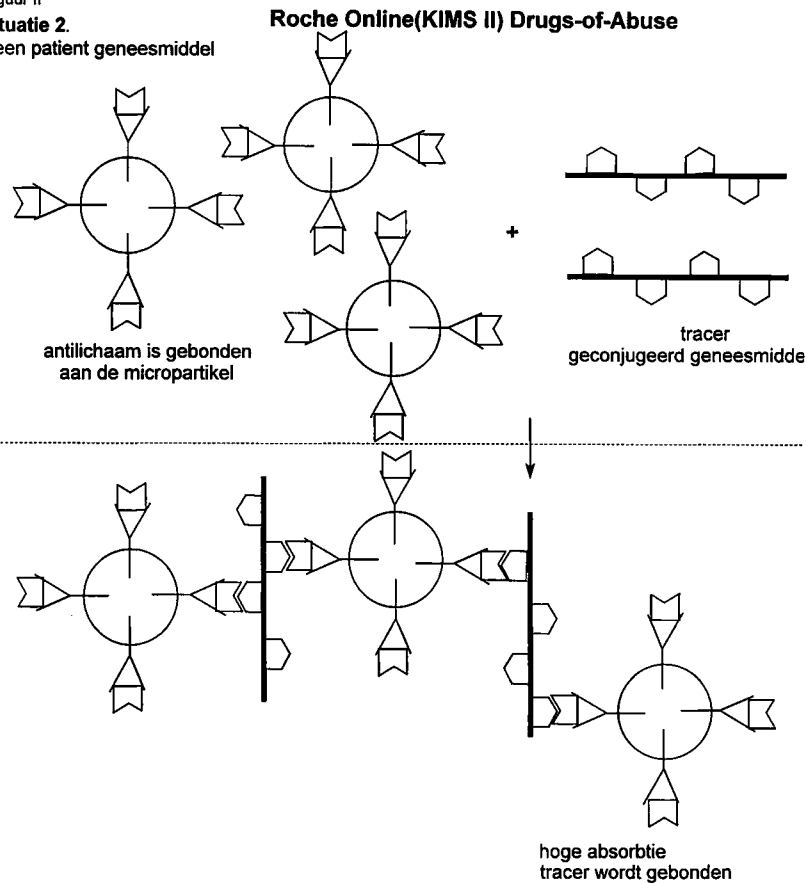 Roche Online(KIMS II) Drugs-of-Abuse
tuatie 2.
een patient geneesmiddel
+
antilichaam is gebonden
aan de micropartikel
tracer
geconjugeerd geneesmidde
hoge absorbtie
tracer wordt gebonden